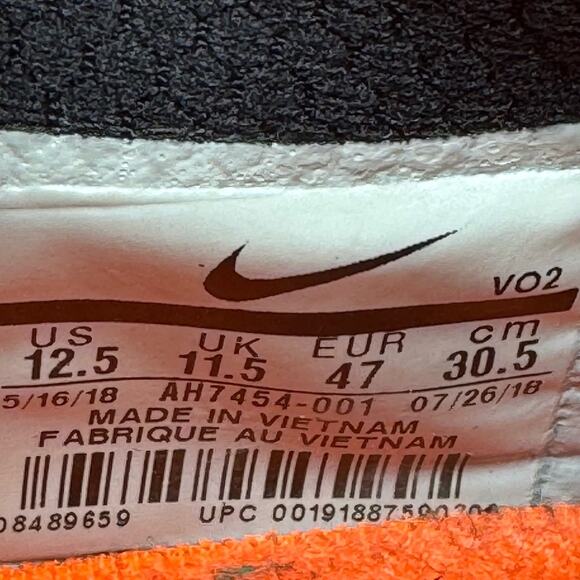 VO2
US UK EUR cm
12.5 11.5 47 30.5
5/16/18 AH7454-001 07/26/18
MADE IN VIETNAM
FABRIQUE AU VIETNAM
08489659 UPC